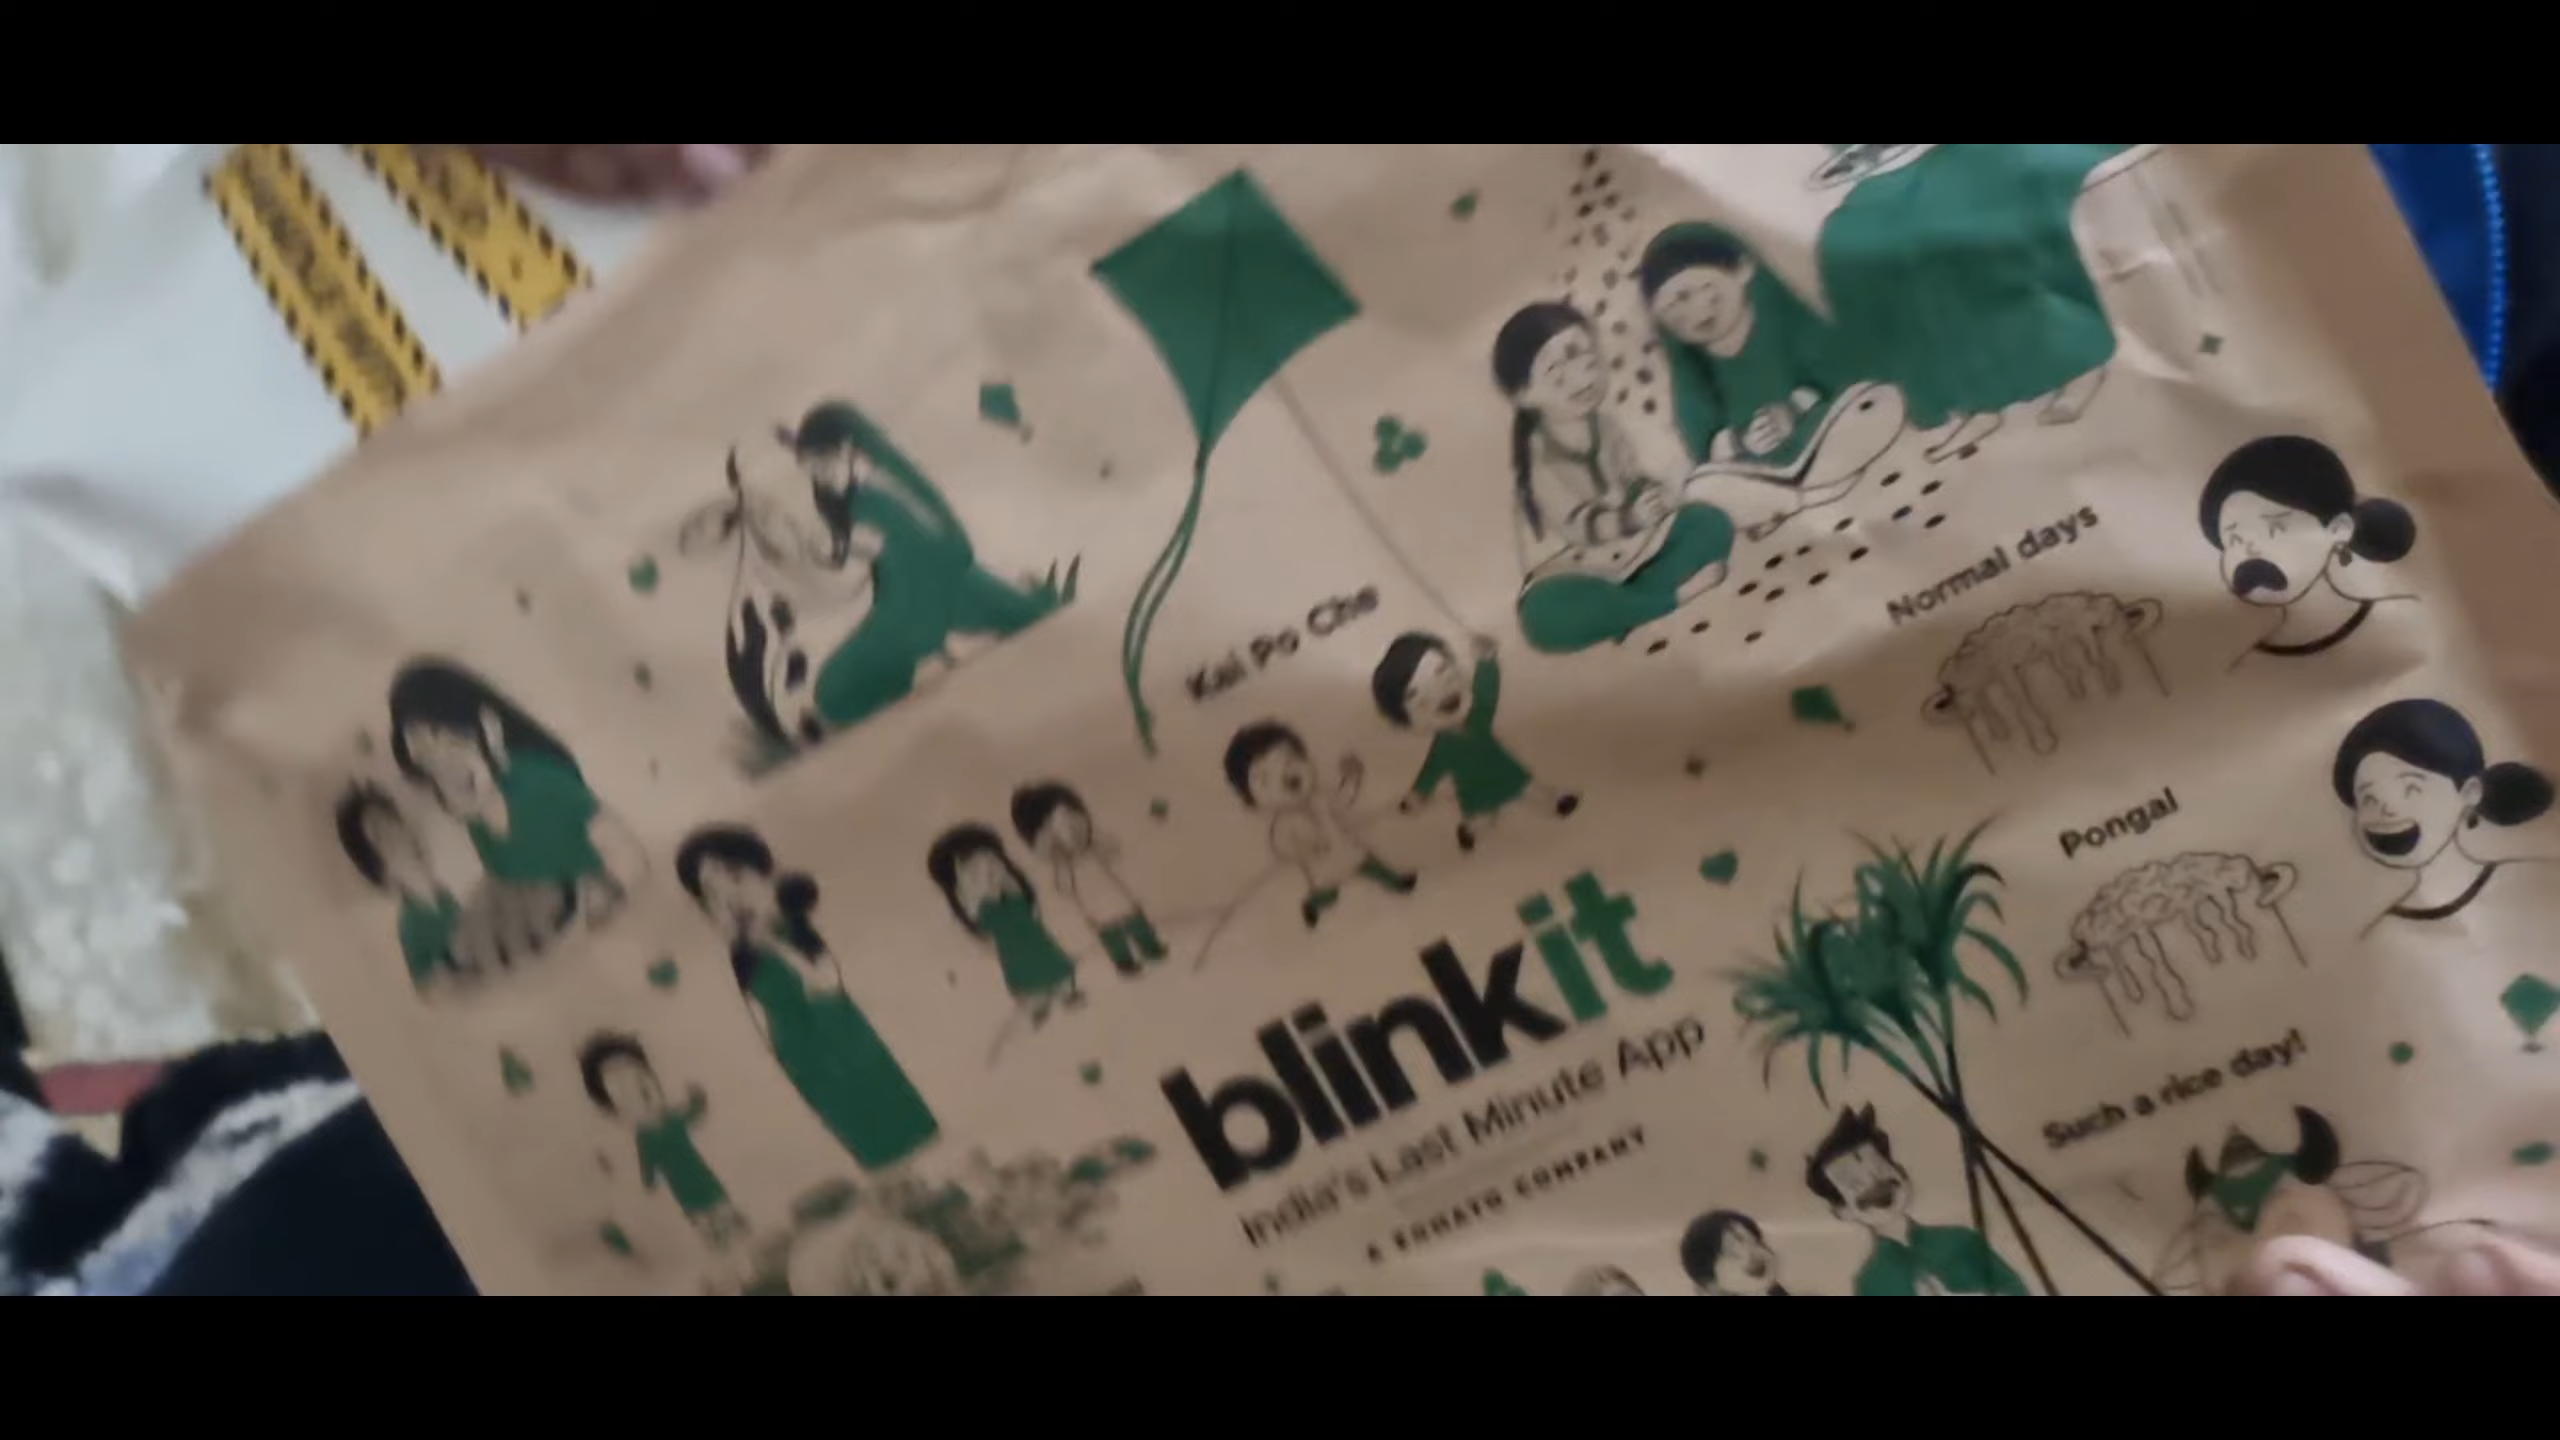 Kai Po Che
Normal days
Pongal
Such a rice day!
blinkit
India's Last Minute App
A ZOMATO COMPANY